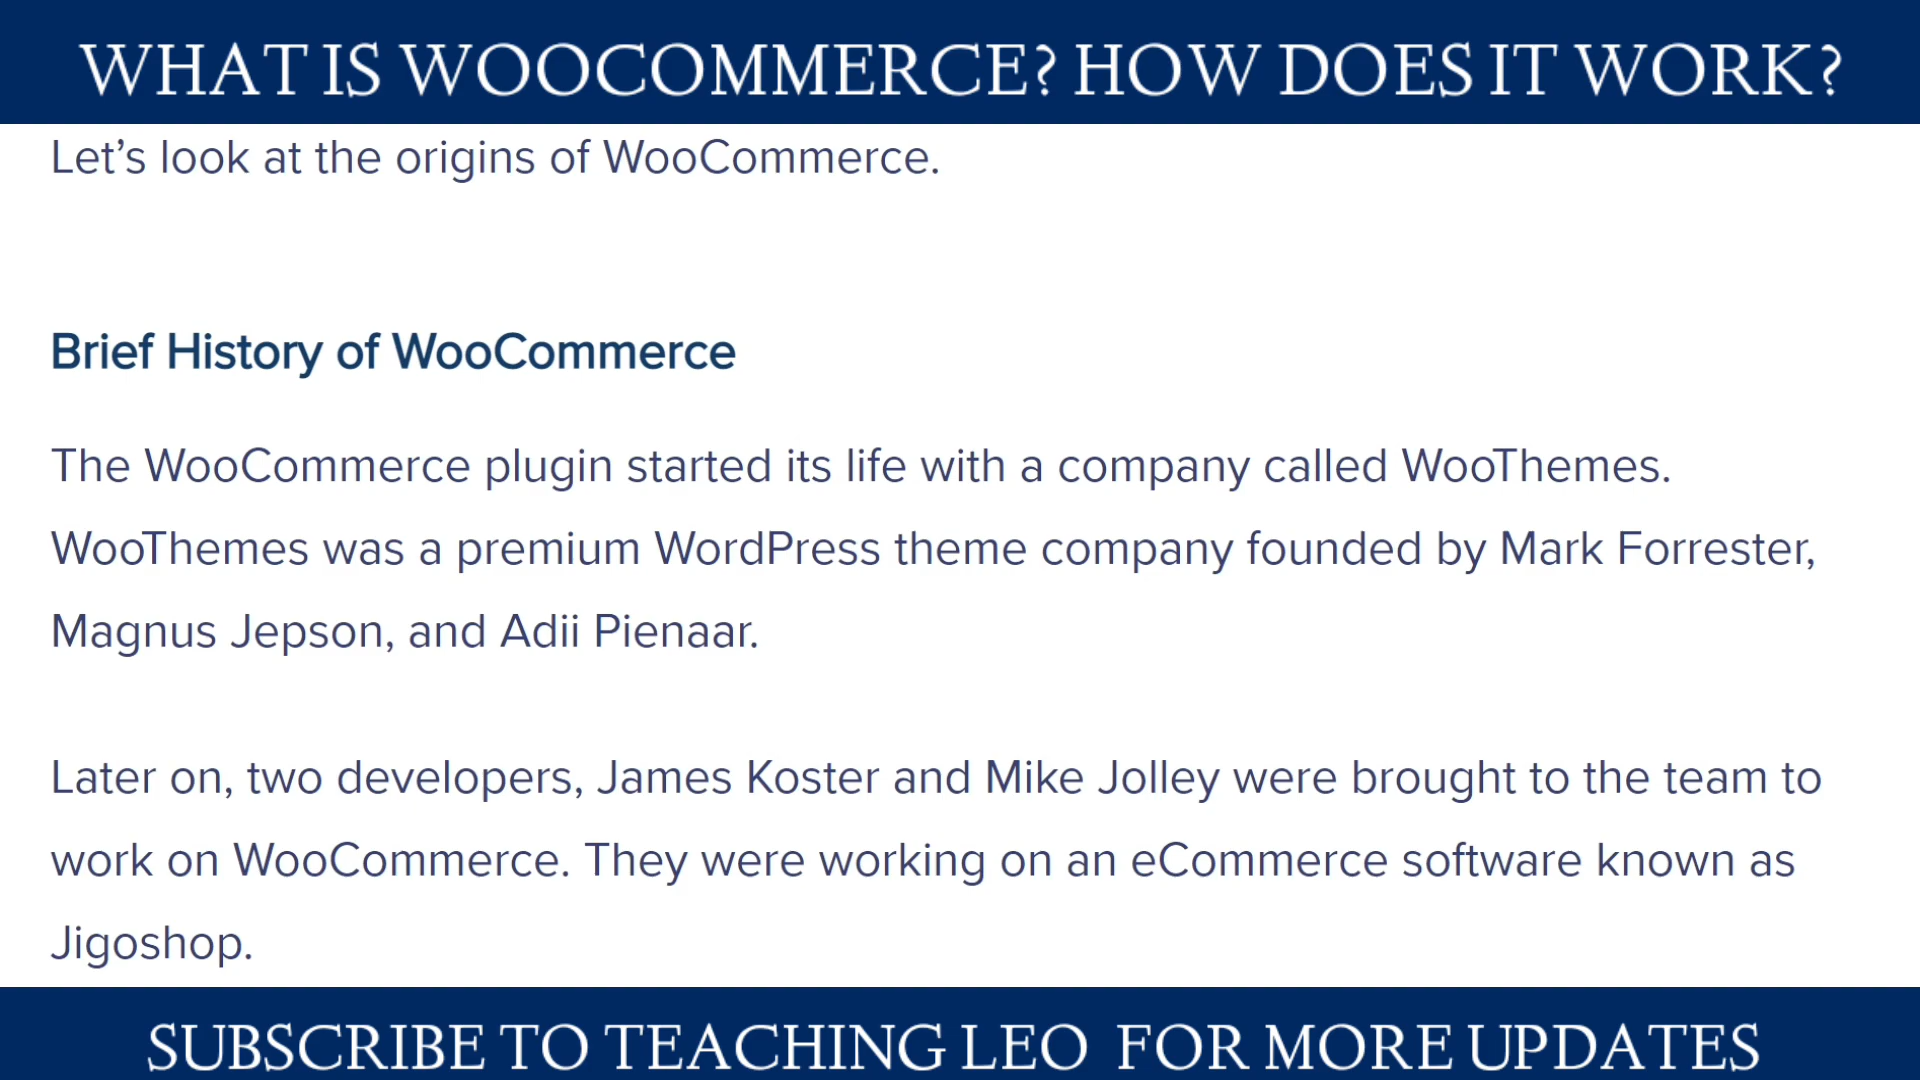 WHAT IS WOOCOMMERCE? HOW DOES IT WORK?
Let’s look at the origins of WooCommerce.
Brief History of WooCommerce
The WooCommerce plugin started its life with a company called WooThemes.
WooThemes was a premium WordPress theme company founded by Mark Forrester,
Magnus Jepson, and Adii Pienaar.
Later on, two developers, James Koster and Mike Jolley were brought to the team to
work on WooCommerce. They were working on an eCommerce software known as
Jigoshop.
SUBSCRIBE TO TEACHING LEO FOR MORE UPDATES